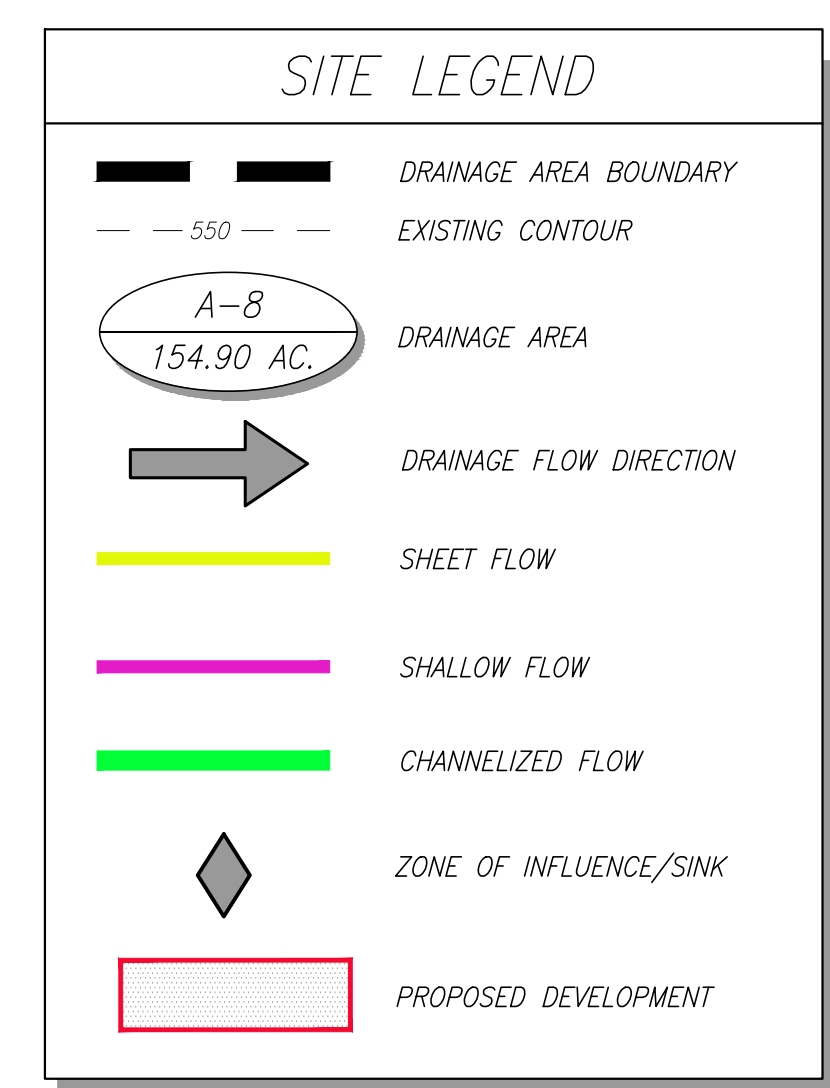 SITE LEGEND
DRAINAGE AREA BOUNDARY
550
EXISTING CONTOUR
A-8
154.90 AC.
DRAINAGE AREA
DRAINAGE FLOW DIRECTION
SHEET FLOW
SHALLOW FLOW
CHANNELIZED FLOW
ZONE OF INFLUENCE/SINK
PROPOSED DEVELOPMENT